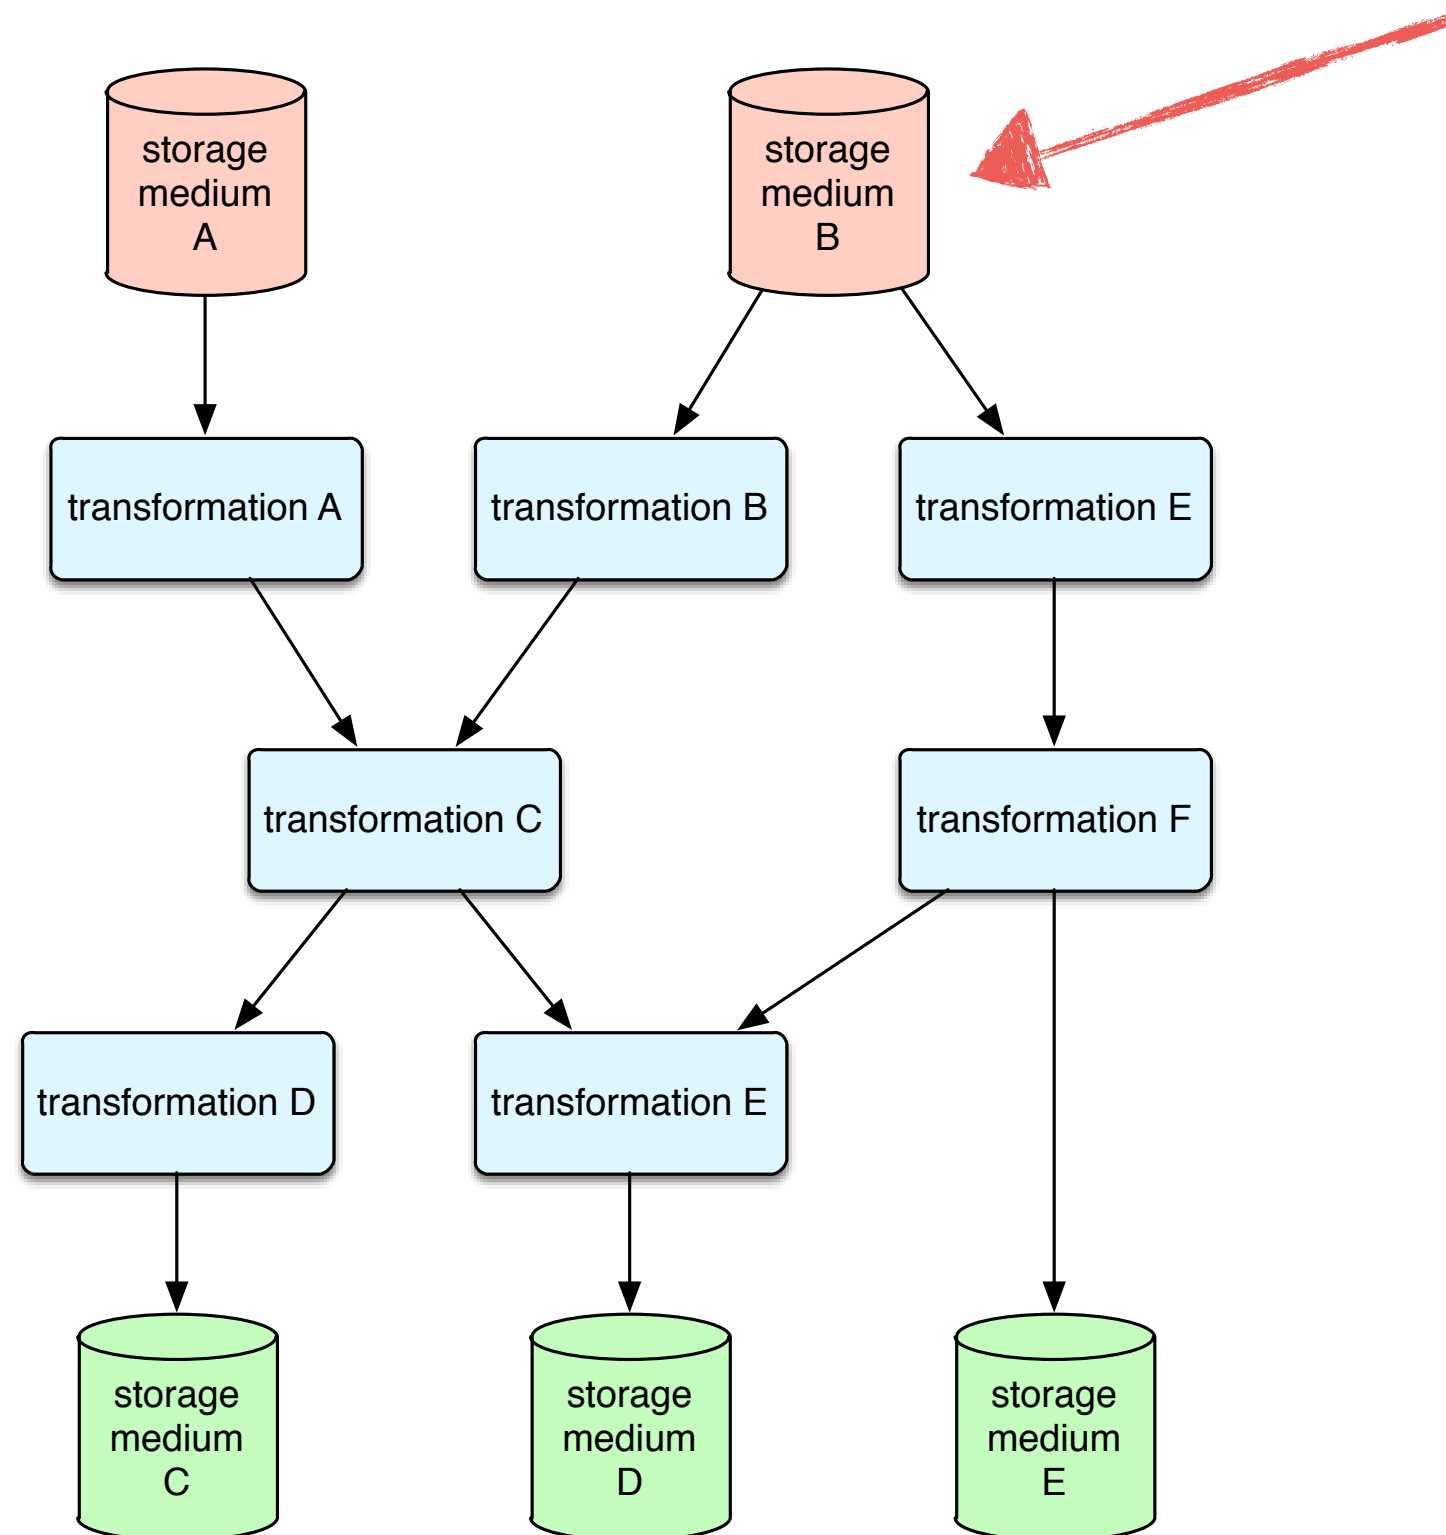 storage
medium
A
storage
medium
B
transformation A
transformation B
transformation E
transformation C
transformation F
transformation D
transformation E
storage
medium
C
storage
medium
D
storage
medium
E